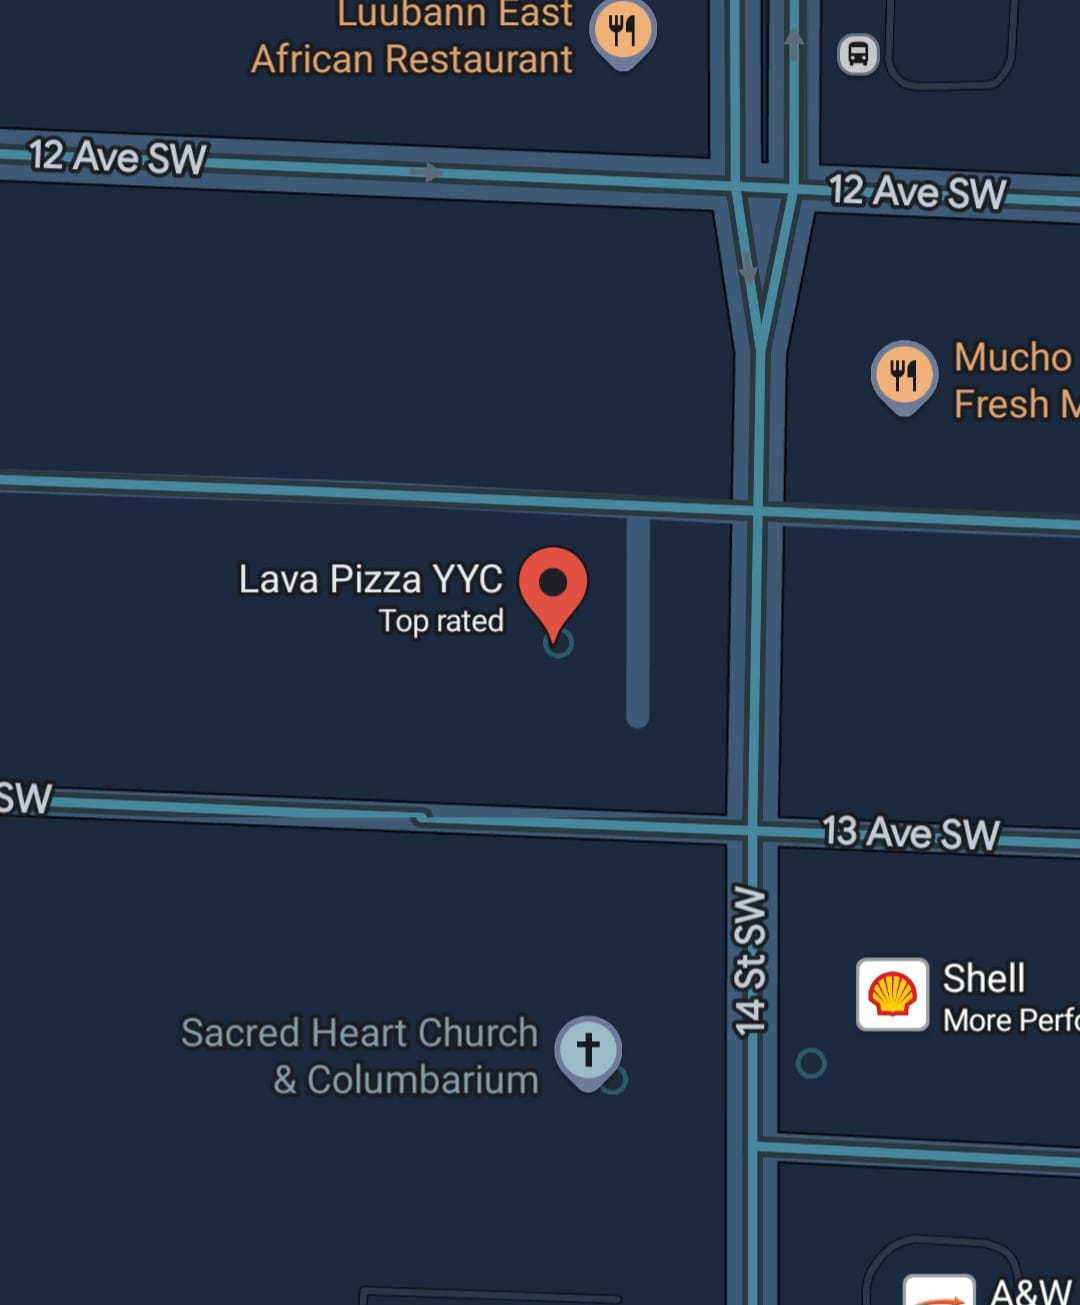 Luubann East
African Restaurant
12 Ave SW
12 Ave SW
Mucho
Fresh
Lava Pizza YYC
Top rated
SW
13 Ave SW
14 St SW
Shell
More
Sacred Heart Church
& Columbarium
A&W